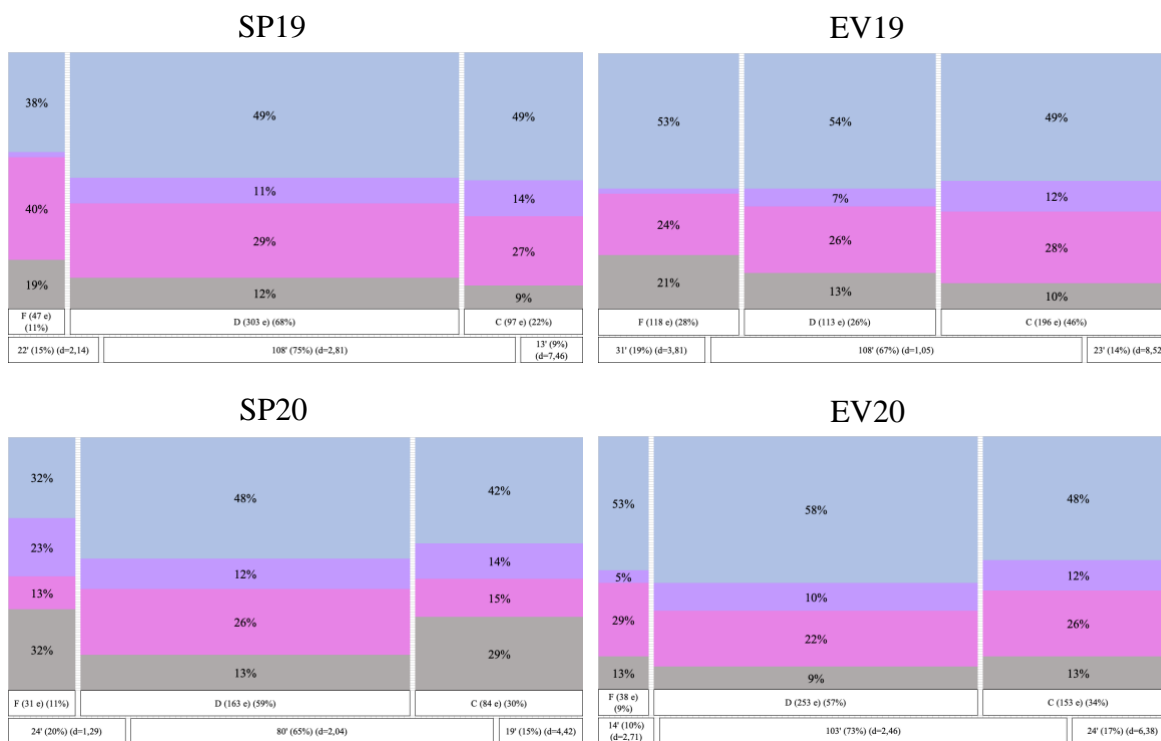 SP19
EV19
38%
49%
49%
11%
14%
40%
29%
27%
19%
12%
9%
F (47 e)
(11%)
D (303 e) (68%)
C (97 e) (22%)
22' (15%) (d=2,14)
108' (75%) (d=2,81)
13' (9%)
(d=7,46)
53%
54%
49%
7%
12%
24%
26%
28%
21%
13%
10%
F (118 e) (28%)
D (113 e) (26%)
C (196 e) (46%)
31' (19%) (d=3,81)
108' (67%) (d=1,05)
23' (14%) (d=8,52
SP20
EV20
32%
48%
42%
23%
12%
14%
13%
26%
15%
32%
13%
29%
F (31 e) (11%)
D (163 e) (59%)
C (84 e) (30%)
24' (20%) (d=1,29)
80' (65%) (d=2,04)
19' (15%) (d=4,42)
53%
58%
48%
5%
10%
12%
29%
22%
26%
13%
9%
13%
F (38 e)
(9%)
D (253 e) (57%)
C (153 e) (34%)
14' (10%)
(d=2,71)
103' (73%) (d=2,46)
24' (17%) (d=6,38)